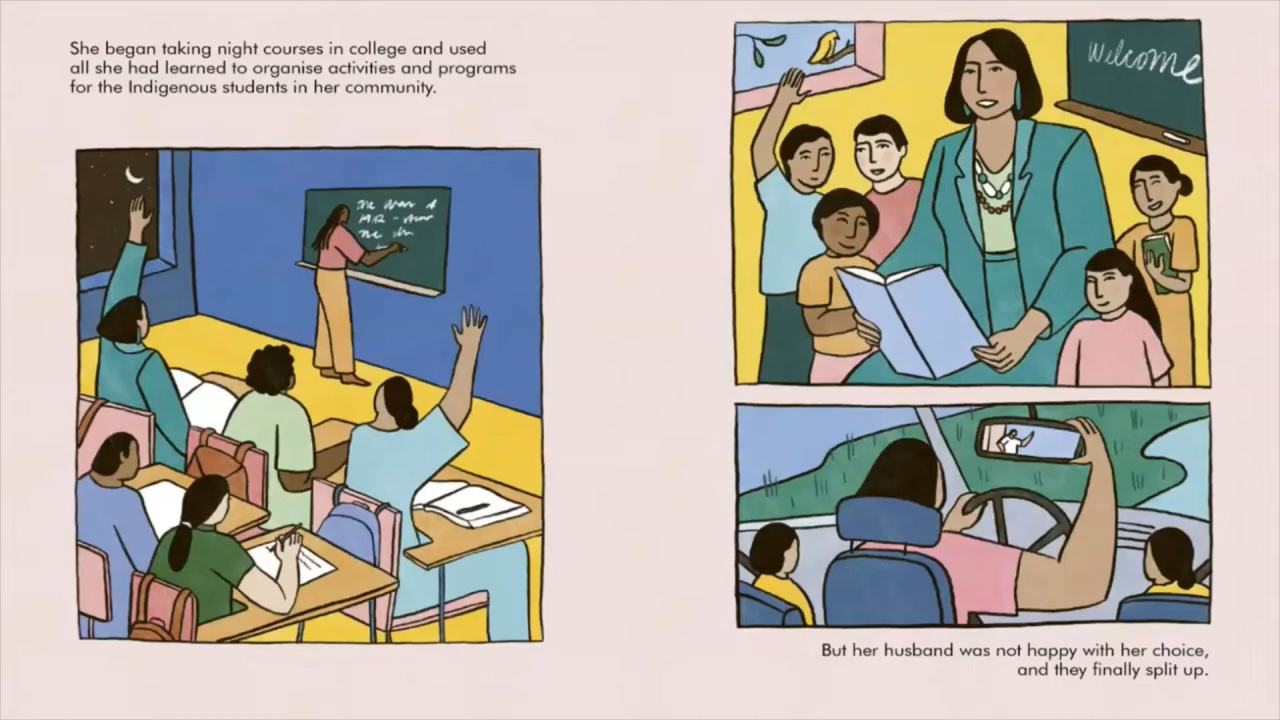 She began taking night courses in college and used
all she had learned to organise activities and programs
for the Indigenous students in her community.
Welcome
But her husband was not happy with her choice,
and they finally split up.